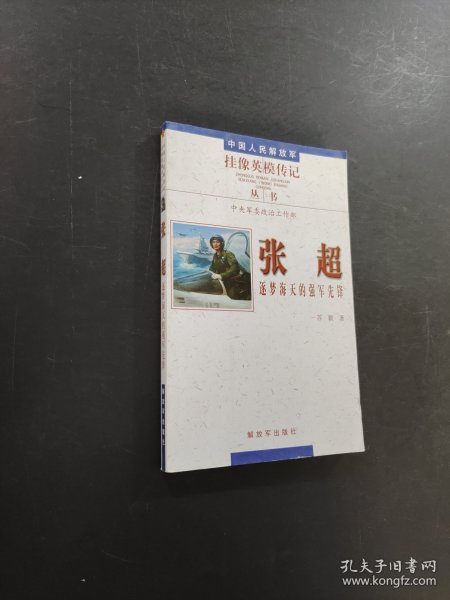 中国人民解放军
挂像英模传记
丛书
中央军委政治工作部
张超
逐梦海天的强军先锋
解放军出版社
张超
孔夫子旧书网
www.kongfz.com